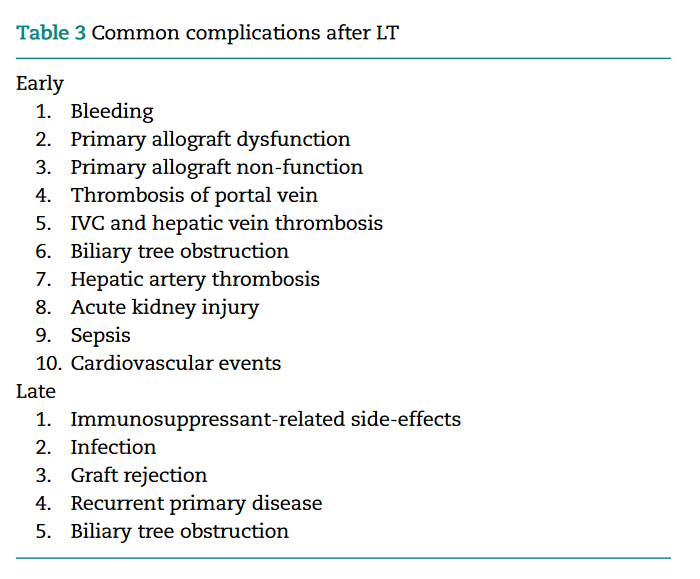 Table 3 Common complications after LT
Early
1. Bleeding
2. Primary allograft dysfunction
3. Primary allograft non-function
4. Thrombosis of portal vein
5. IVC and hepatic vein thrombosis
6. Biliary tree obstruction
7. Hepatic artery thrombosis
8. Acute kidney injury
9. Sepsis
10. Cardiovascular events
Late
1. Immunosuppressant-related side-effects
2. Infection
3. Graft rejection
4. Recurrent primary disease
5. Biliary tree obstruction